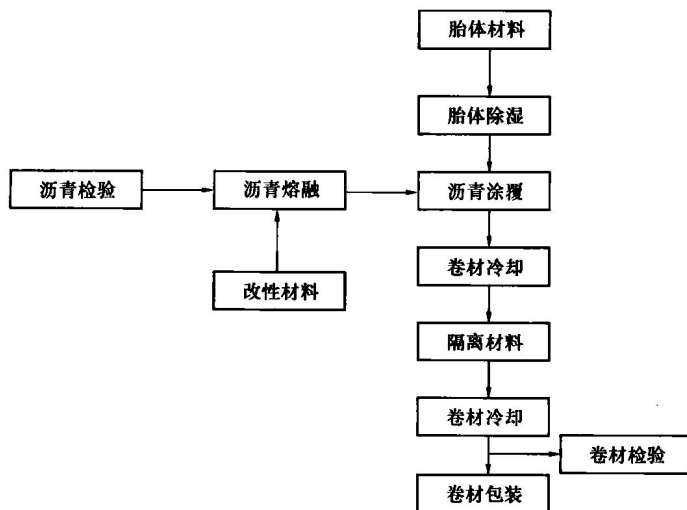 胎体材料
胎体除湿
沥青检验
沥青熔融
沥青涂覆
改性材料
卷材冷却
隔离材料
卷材冷却
卷材检验
卷材包装